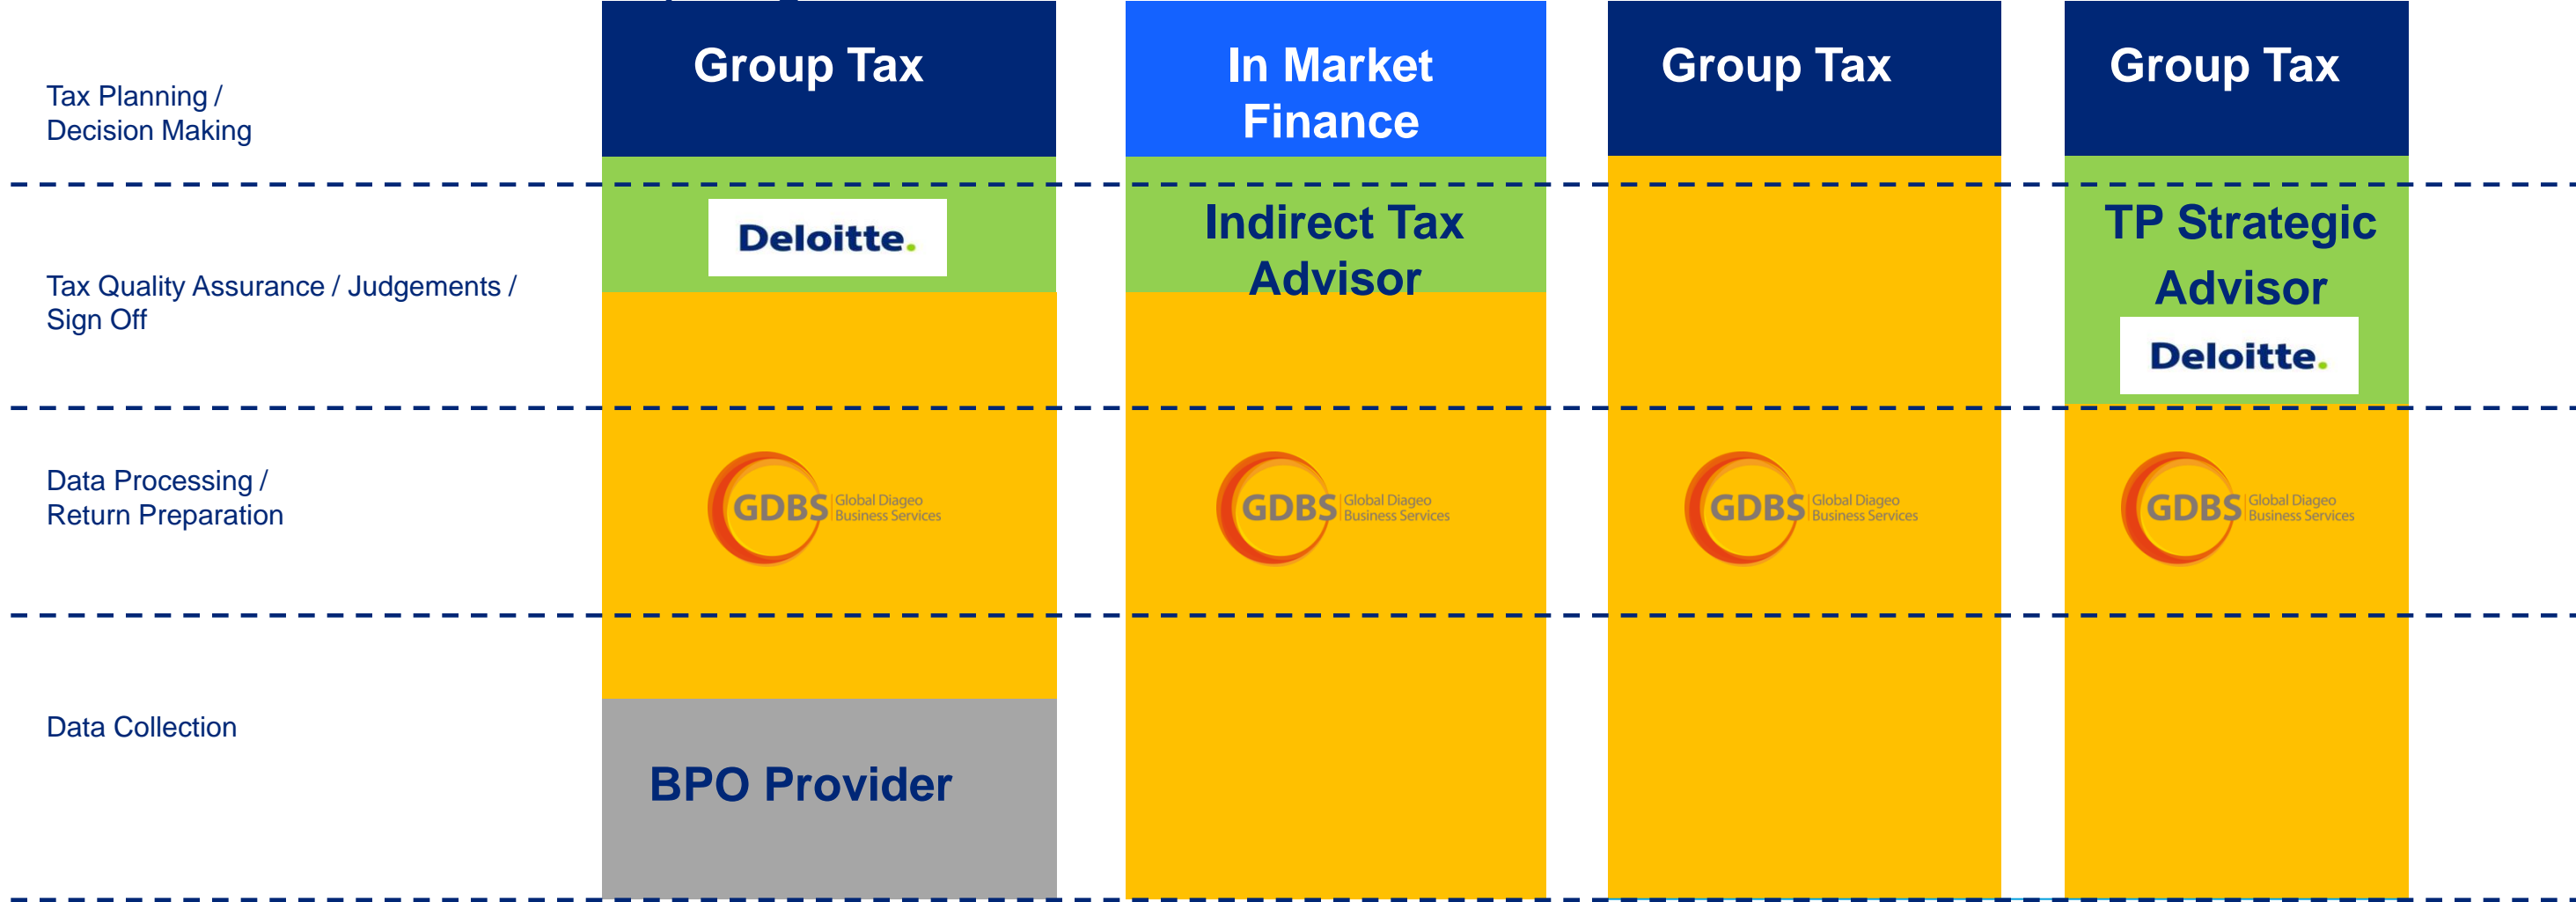 Group Tax
In Market
Finance
Group Tax
Group Tax
Tax Planning /
Decision Making
Deloitte.
Indirect Tax
Advisor
TP Strategic
Advisor
Deloitte.
Tax Quality Assurance / Judgements /
Sign Off
Data Processing /
Return Preparation
GDBS Global Diageo
Business Services
GDBS Global Diageo
Business Services
GDBS Global Diageo
Business Services
GDBS Global Diageo
Business Services
Data Collection
BPO Provider